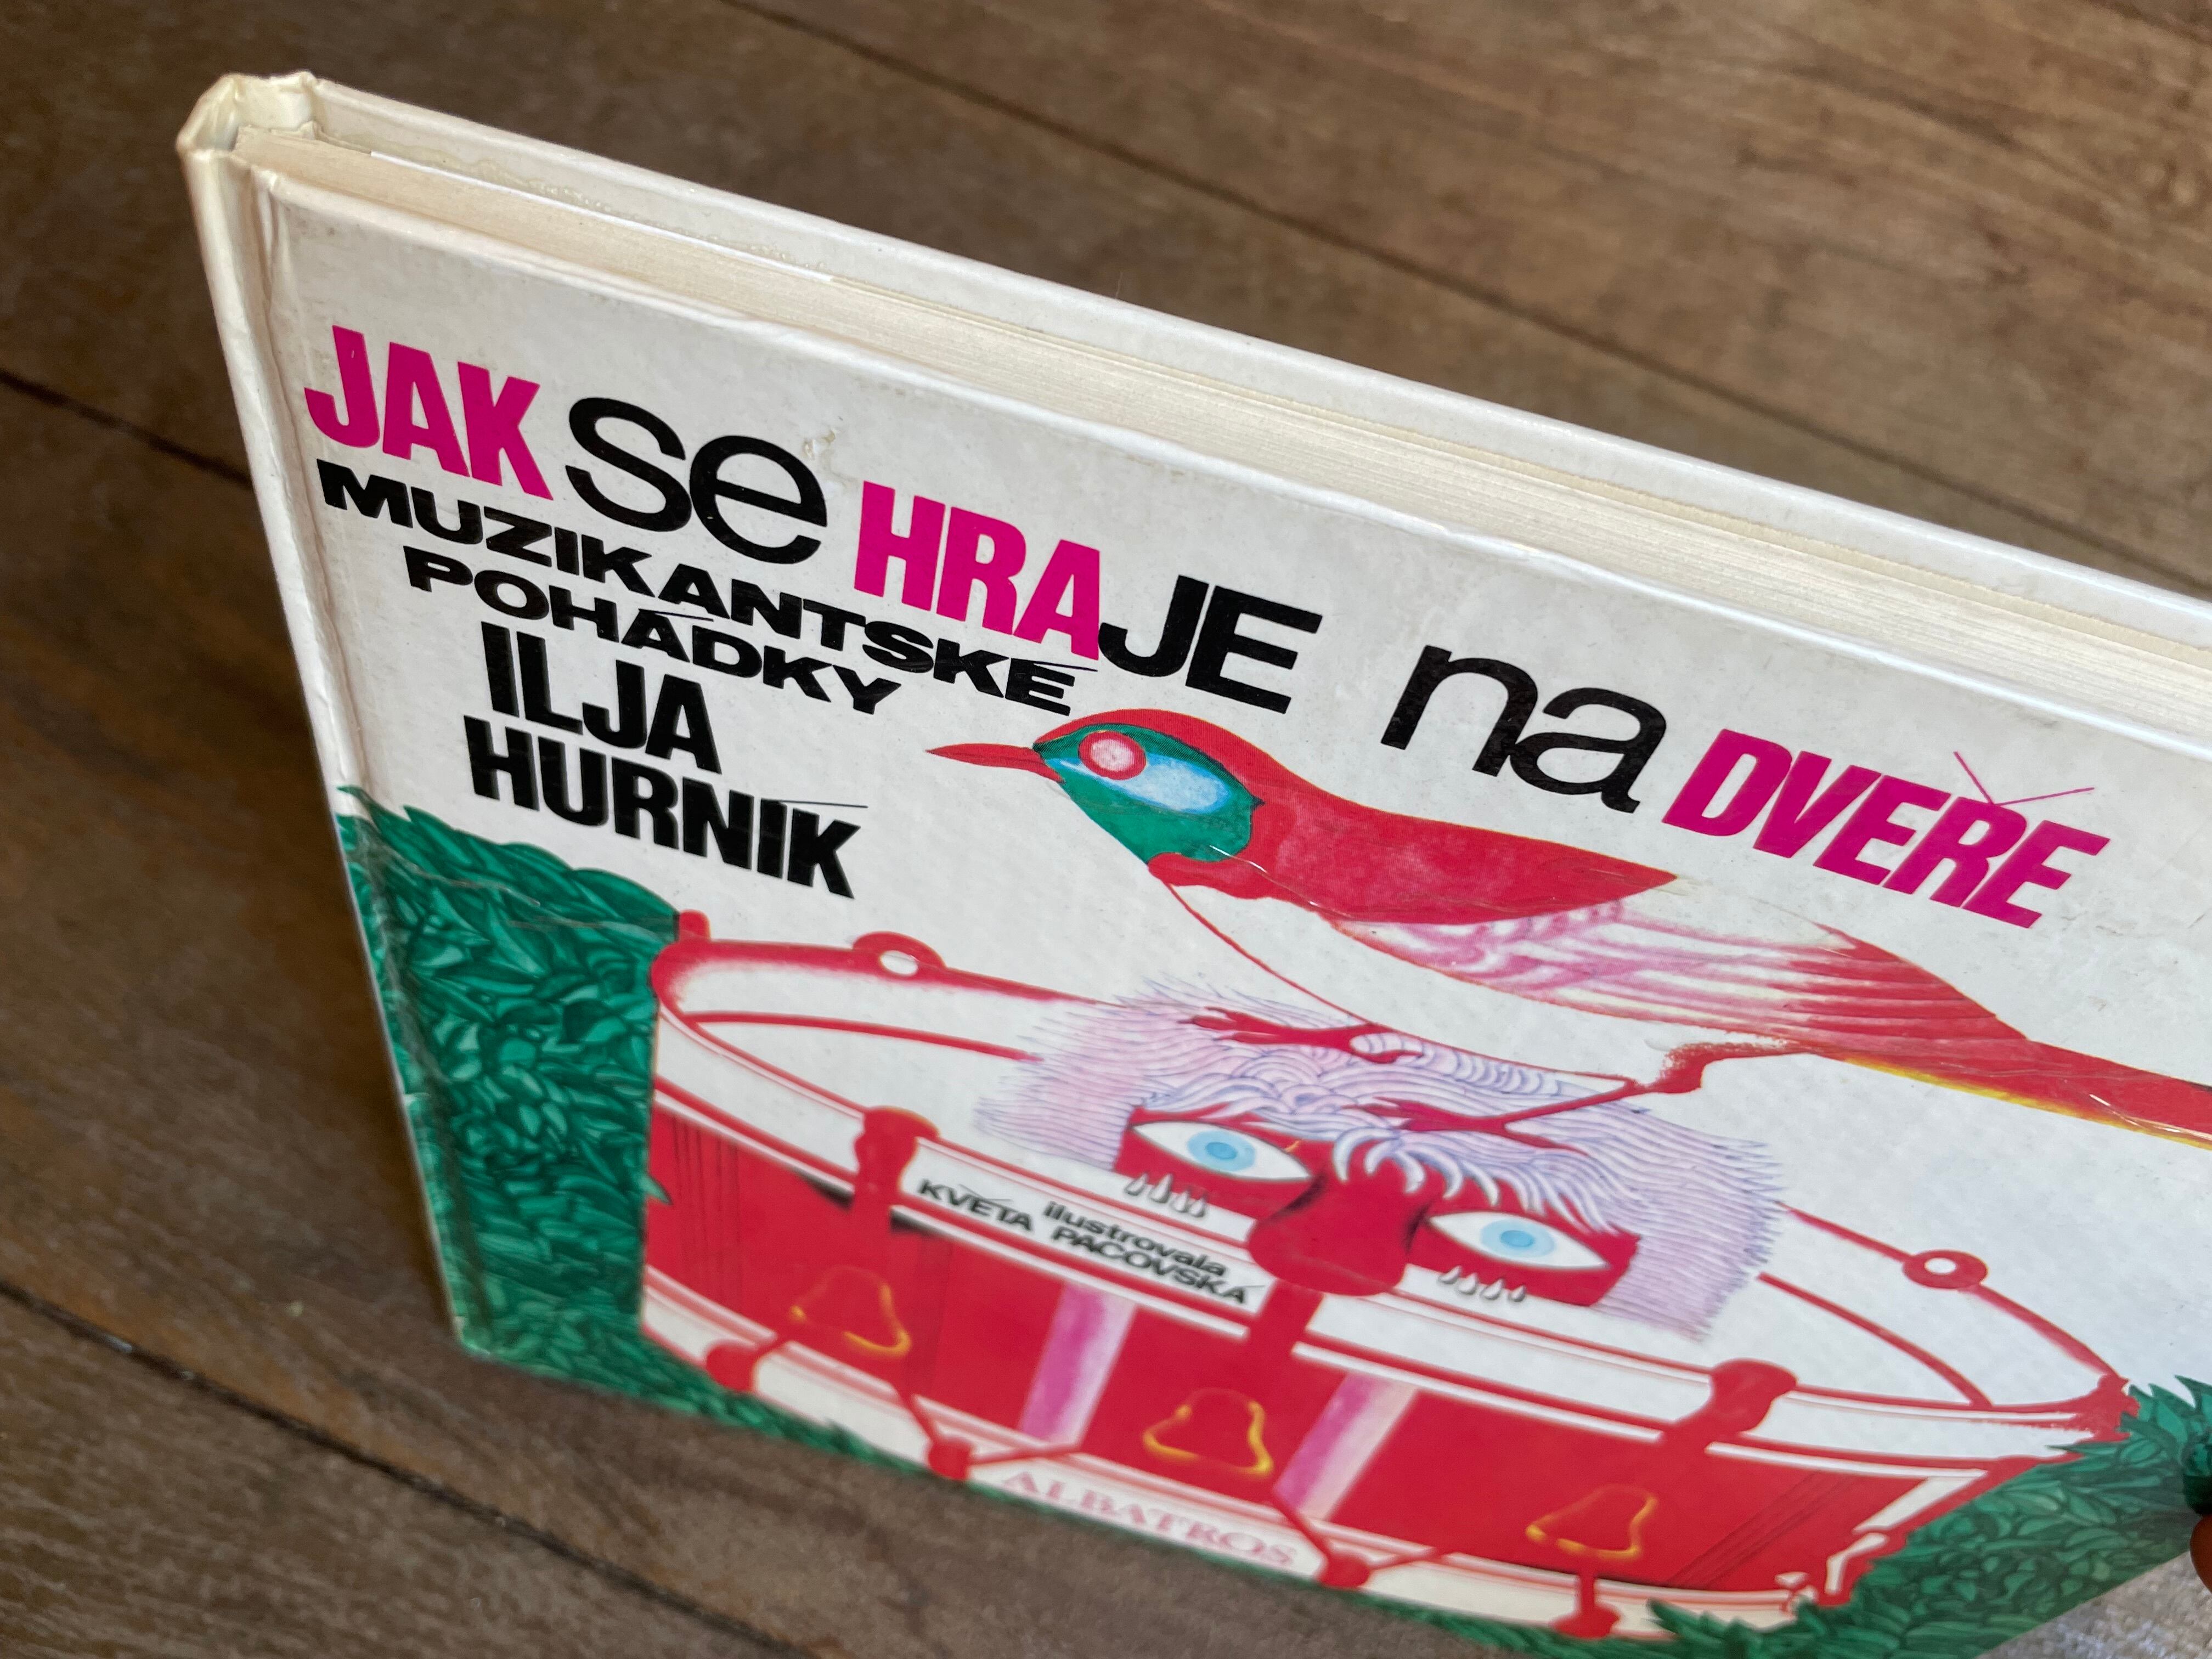 JAK se HRAJE na DVEŘE
MUZIKANTSKÉ
POHÁDKY
ILJA
HURNÍK
ilustrovala
KVĚTA PACOVSKÁ
ALBATROS